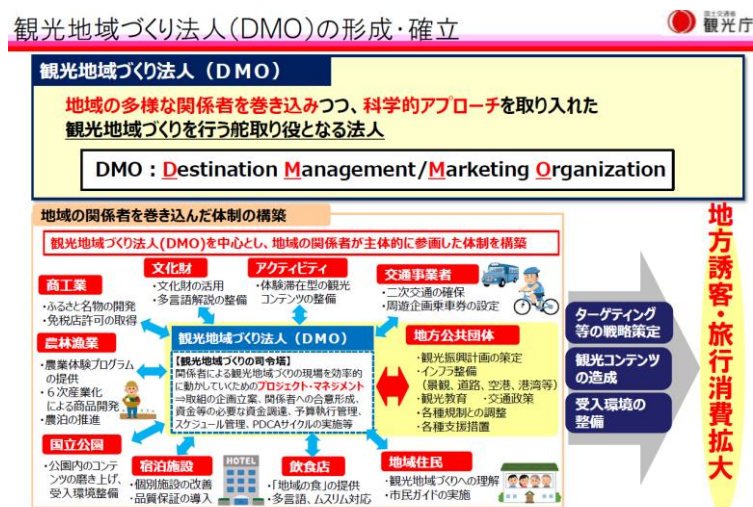 観光地域づくり法人(DMO)の形成・確立
国土交通省
観光庁
観光地域づくり法人（DMO）
地域の多様な関係者を巻き込みつつ、科学的アプローチを取り入れた
観光地域づくりを行う舵取り役となる法人
DMO：Destination Management/Marketing Organization
地域の関係者を巻き込んだ体制の構築
観光地域づくり法人(DMO)を中心とし、地域の関係者が主体的に参画した体制を構築
商工業
・ふるさと名物の開発
・免税店許可の取得
文化財
・文化財の活用
・多言語解説の整備
アクティビティ
・体験滞在型の観光
コンテンツの整備
交通事業者
・二次交通の確保
・周遊企画乗車券の設定
農林漁業
・農業体験プログラム
の提供
・６次産業化
による商品開発
・農泊の推進
観光地域づくり法人（DMO）
【観光地域づくりの司令塔】
関係者による観光地域づくりの現場を効率的
に動かしていくためのプロジェクト・マネジメント
⇒取組の企画立案、関係者への合意形成、
資金等の必要な資金調達、予算執行管理、
スケジュール管理、PDCAサイクルの実施等
地方公共団体
・観光振興計画の策定
・インフラ整備
（景観、道路、空港、港湾等）
・観光教育　・交通政策
・各種規制との調整
・各種支援措置
国立公園
・公園内のコンテ
ンツの磨き上げ、
受入環境整備
宿泊施設
・個別施設の改善
・品質保証の導入
HOTEL
飲食店
・「地域の食」の提供
・多言語、ムスリム対応
地域住民
・観光地域づくりへの理解
・市民ガイドの実施
ターゲティング
等の戦略策定
観光コンテンツ
の造成
受入環境の
整備
地方誘客・旅行消費拡大